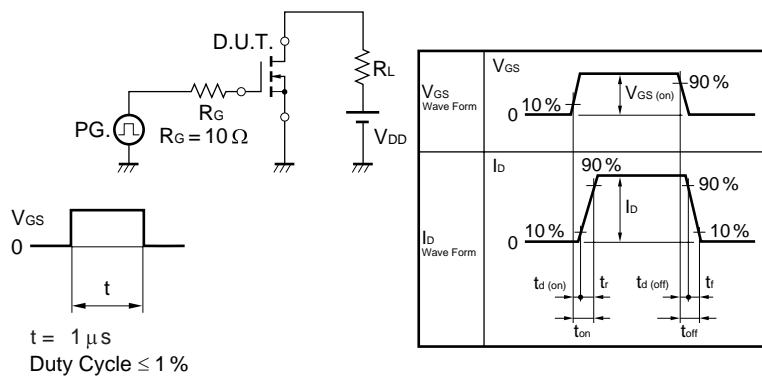 D.U.T.
RL
RG
PG.
RG = 10 Ω
VDD
VGS
0
t
t = 1 μs
Duty Cycle ≤ 1 %
VGS
Wave Form
VGS
10 %
0
VGS (on)
90 %
ID
Wave Form
ID
90 %
90 %
ID
10 %
0
10 %
td (on)
tr
td (off)
tf
ton
toff